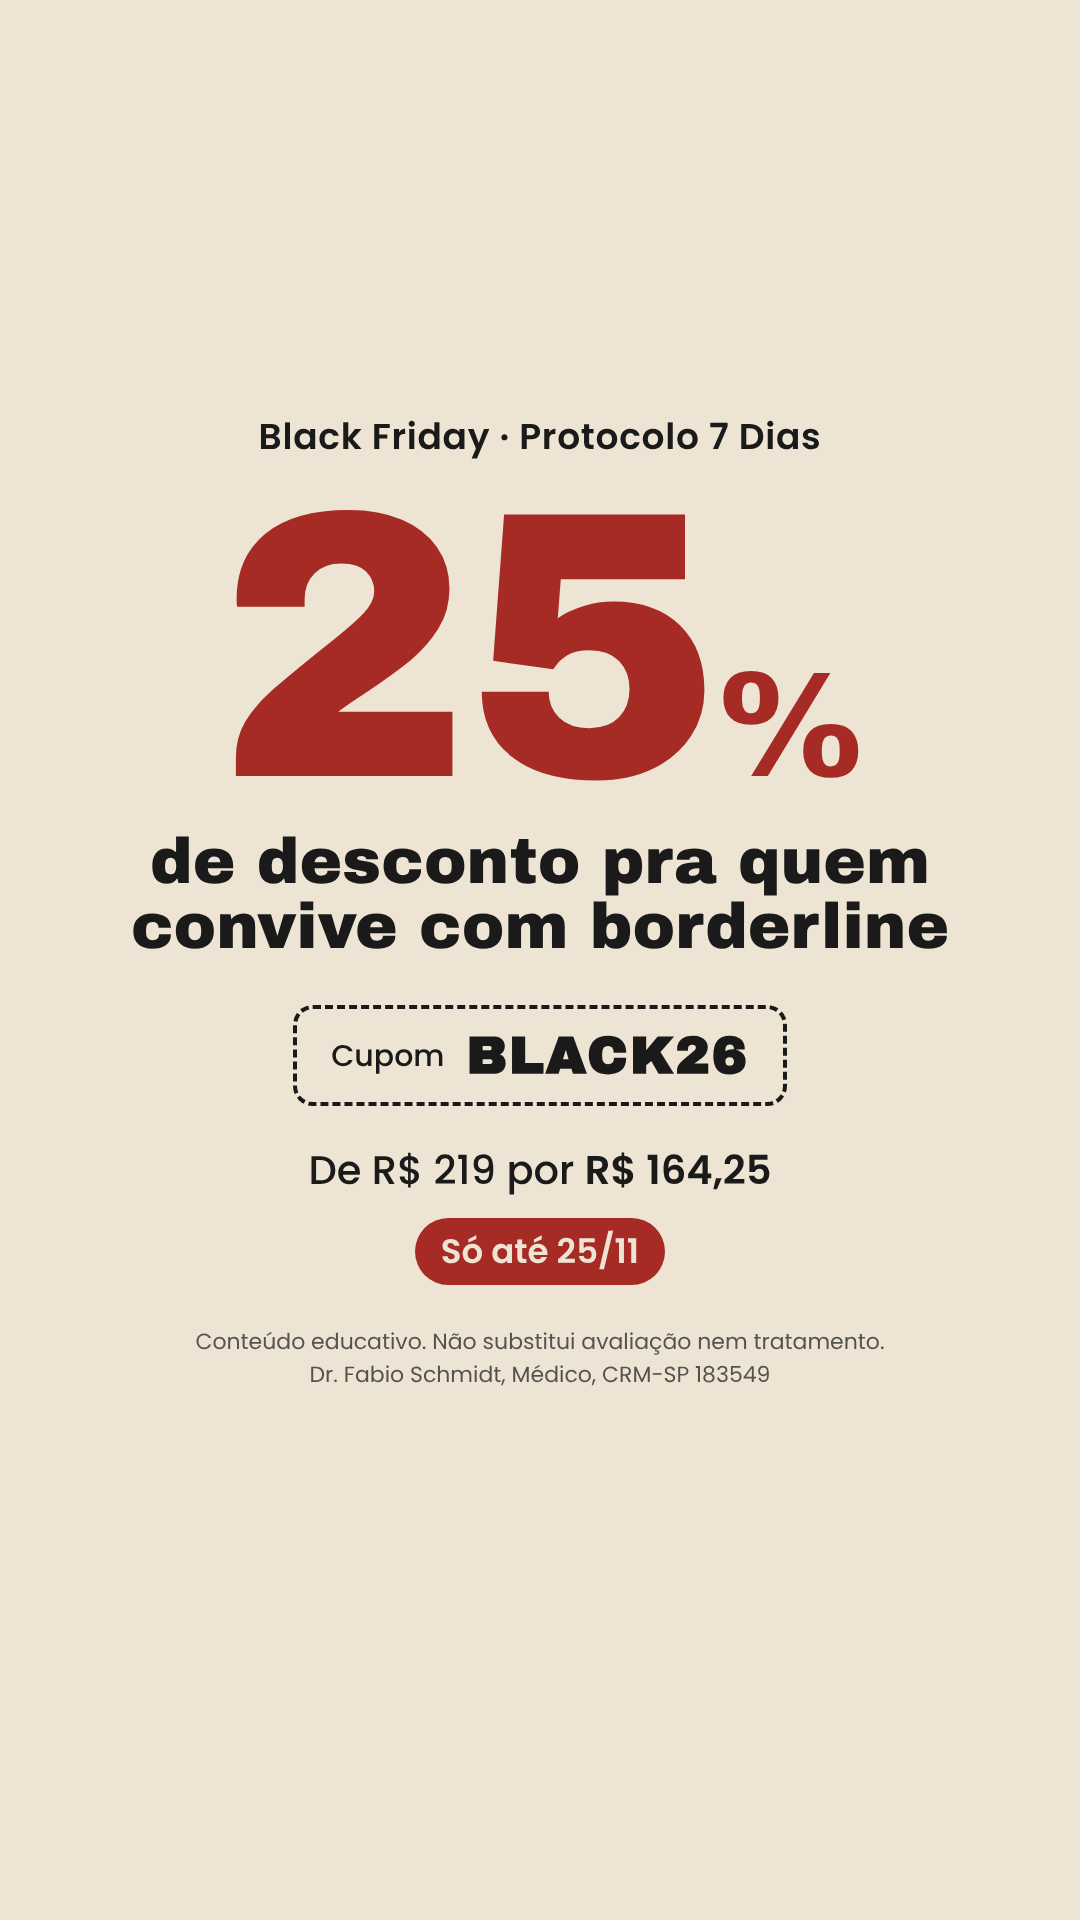 Black Friday · Protocolo 7 Dias
25%
de desconto pra quem
convive com borderline
Cupom BLACK26
De R$ 219 por R$ 164,25
Só até 25/11
Conteúdo educativo. Não substitui avaliação nem tratamento.
Dr. Fabio Schmidt, Médico, CRM-SP 183549